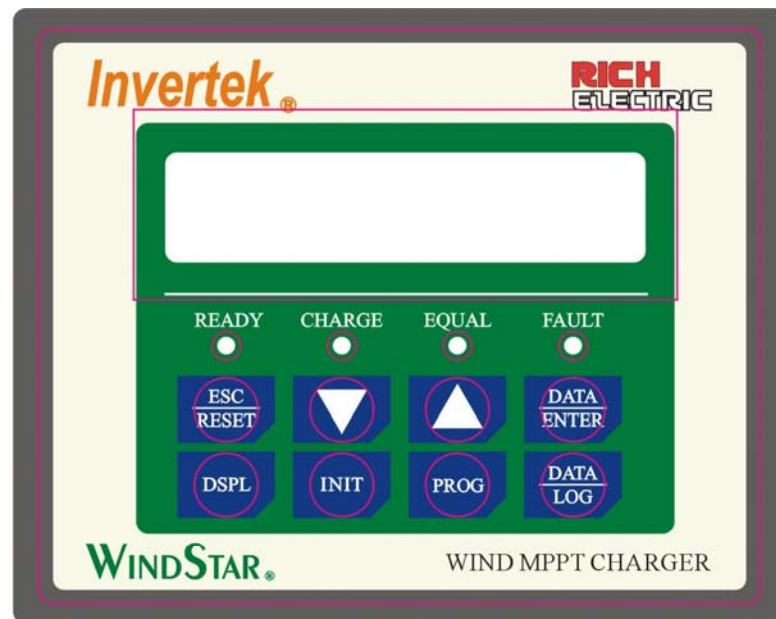 Invertek®
RICH
ELECTRIC
READY CHARGE EQUAL FAULT
ESC
RESET
DATA
ENTER
DSPL INIT PROG
DATA
LOG
WINDSTAR®
WIND MPPT CHARGER